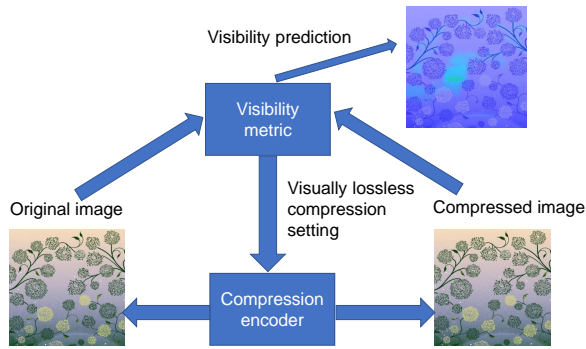 Visibility prediction
Visibility
metric
Visually lossless
compression
setting
Original image
Compressed image
Compression
encoder